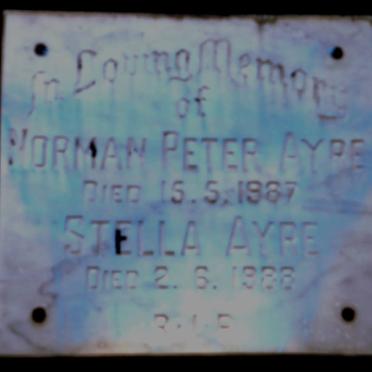 In Loving Memory
of
NORMAN PETER AYRE
DIED 15.5.1987
STELLA AYRE
DIED 2.6.1988
R.I.P